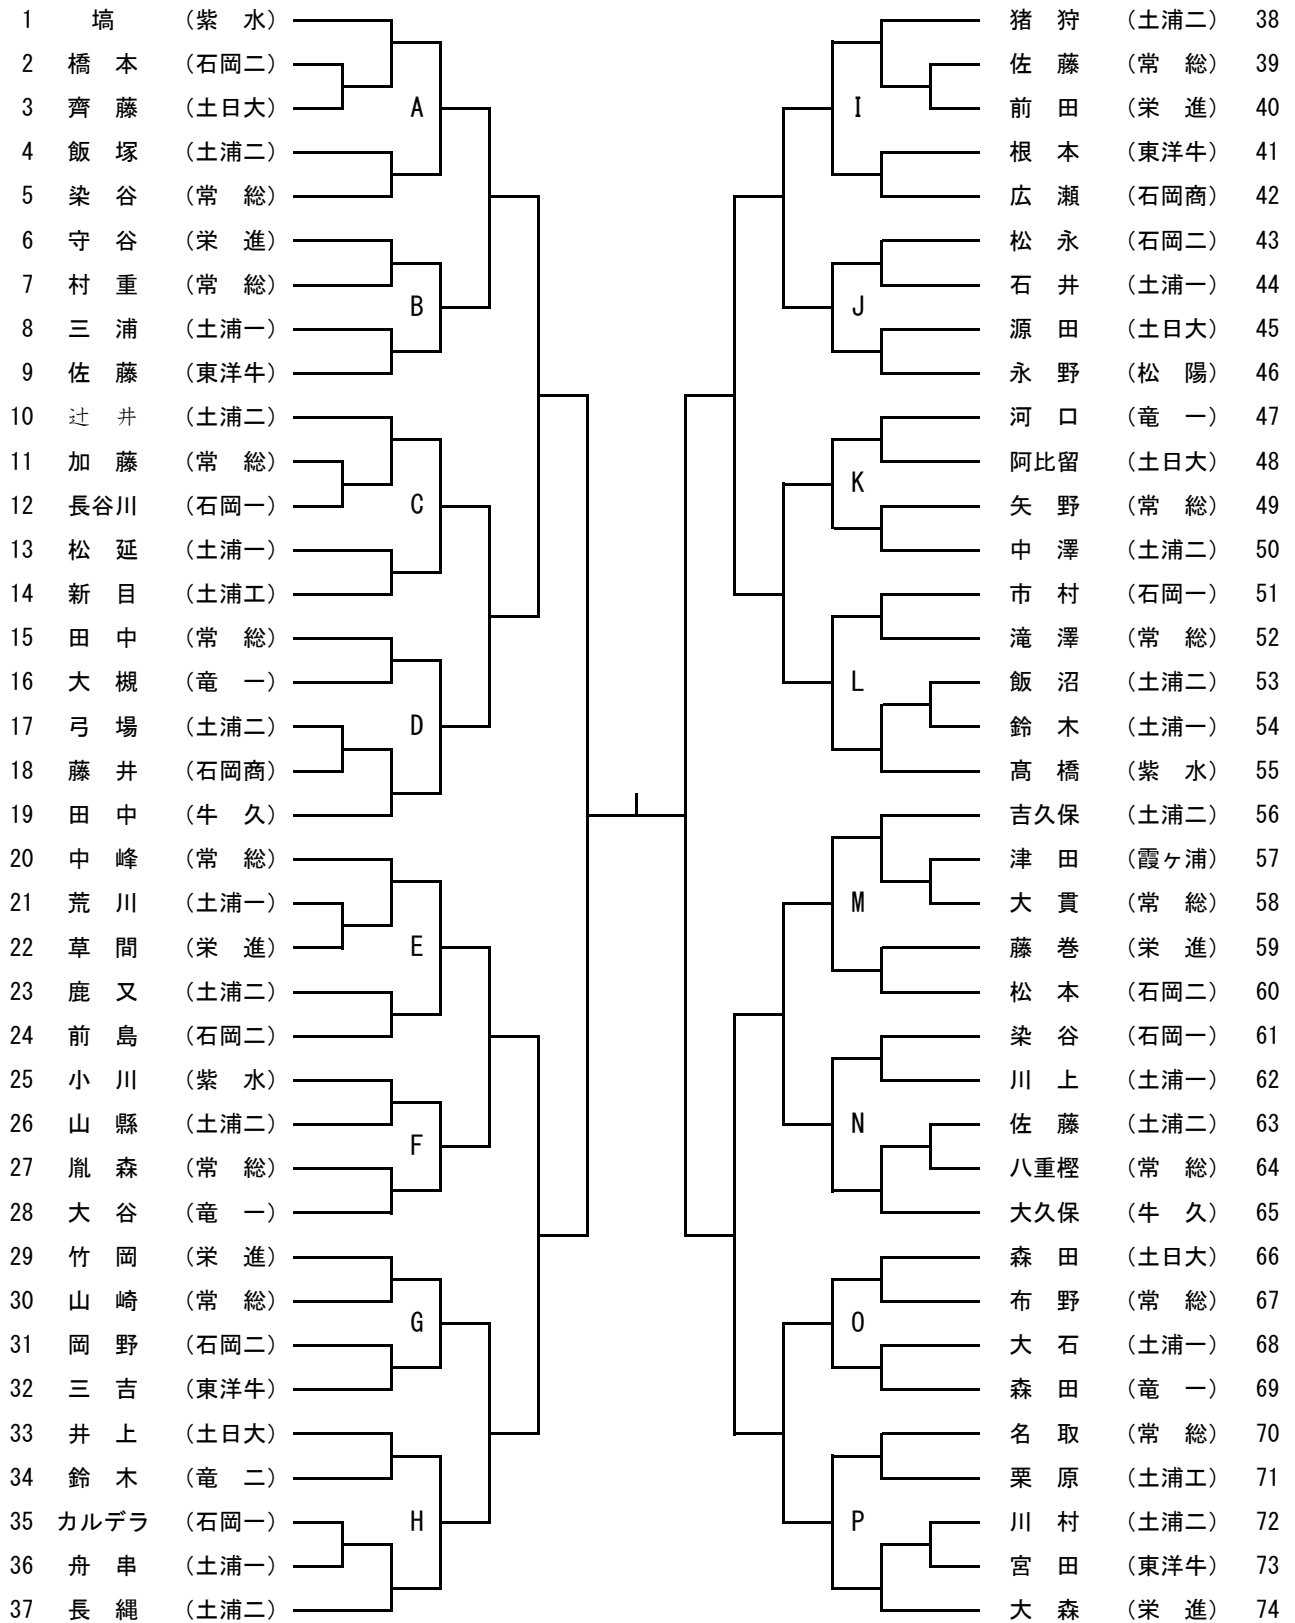 1 塙 （紫 水）
2 橋 本 （石岡二）
3 齊 藤 （土日大）
A
4 飯 塚 （土浦二）
5 染 谷 （常 総）
6 守 谷 （栄 進）
7 村 重 （常 総）
B
8 三 浦 （土浦一）
9 佐 藤 （東洋牛）
10 辻 井 （土浦二）
11 加 藤 （常 総）
12 長谷川 （石岡一）
C
13 松 延 （土浦一）
14 新 目 （土浦工）
15 田 中 （常 総）
16 大 槻 （竜 一）
17 弓 場 （土浦二）
D
18 藤 井 （石岡商）
19 田 中 （牛 久）
20 中 峰 （常 総）
21 荒 川 （土浦一）
22 草 間 （栄 進）
E
23 鹿 又 （土浦二）
24 前 島 （石岡二）
25 小 川 （紫 水）
26 山 縣 （土浦二）
F
27 胤 森 （常 総）
28 大 谷 （竜 一）
29 竹 岡 （栄 進）
30 山 崎 （常 総）
G
31 岡 野 （石岡二）
32 三 吉 （東洋牛）
33 井 上 （土日大）
34 鈴 木 （竜 二）
35 カルデラ （石岡一）
H
36 舟 串 （土浦一）
37 長 縄 （土浦二）
猪 狩 （土浦二） 38
佐 藤 （常 総） 39
前 田 （栄 進） 40
I
根 本 （東洋牛） 41
広 瀬 （石岡商） 42
松 永 （石岡二） 43
石 井 （土浦一） 44
J
源 田 （土日大） 45
永 野 （松 陽） 46
河 口 （竜 一） 47
阿比留 （土日大） 48
K
矢 野 （常 総） 49
中 澤 （土浦二） 50
市 村 （石岡一） 51
滝 澤 （常 総） 52
飯 沼 （土浦二） 53
L
鈴 木 （土浦一） 54
髙 橋 （紫 水） 55
吉久保 （土浦二） 56
津 田 （霞ヶ浦） 57
大 貫 （常 総） 58
M
藤 巻 （栄 進） 59
松 本 （石岡二） 60
染 谷 （石岡一） 61
川 上 （土浦一） 62
佐 藤 （土浦二） 63
N
八重樫 （常 総） 64
大久保 （牛 久） 65
森 田 （土日大） 66
布 野 （常 総） 67
O
大 石 （土浦一） 68
森 田 （竜 一） 69
名 取 （常 総） 70
栗 原 （土浦工） 71
川 村 （土浦二） 72
P
宮 田 （東洋牛） 73
大 森 （栄 進） 74